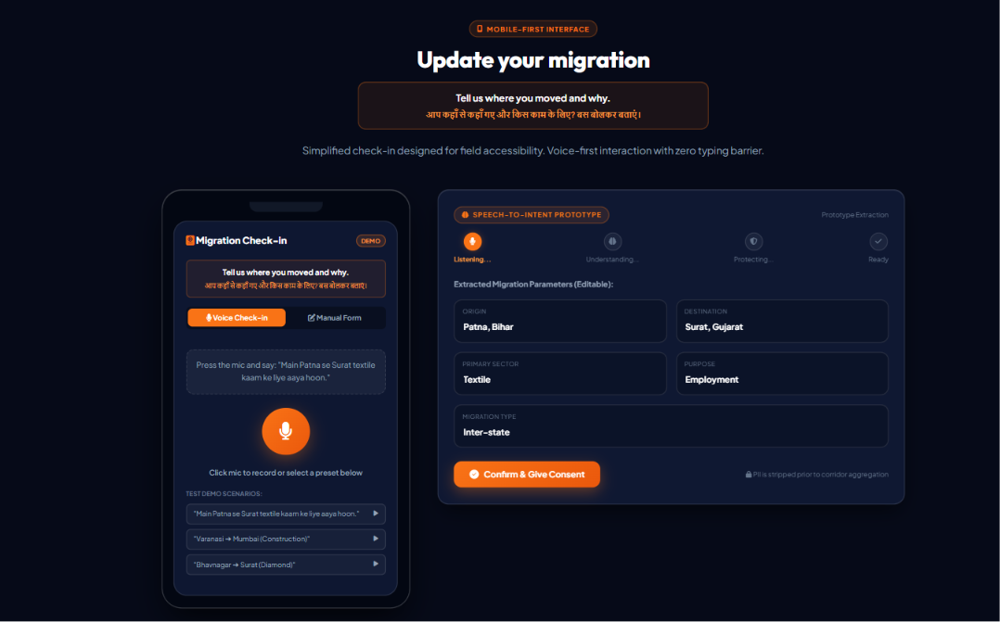 MOBILE-FIRST INTERFACE
Update your migration
Tell us where you moved and why.
आप कहाँ से कहाँ गए और किस काम के लिए? बस बोलकर बताएं।
Simplified check-in designed for field accessibility. Voice-first interaction with zero typing barrier.
Migration Check-In
DEMO
Tell us where you moved and why.
आप कहाँ से कहाँ गए और किस काम के लिए? बस बोलकर बताएं।
Voice Check-in
Manual Form
Press the mic and say: "Main Patna se Surat textile
kaam ke liye aaya hoon."
Click mic to record or select a preset below
TEST DEMO SCENARIOS:
"Main Patna se Surat textile kaam ke liye aaya hoon."
"Varanasi ➔ Mumbai (Construction)"
"Bhavnagar ➔ Surat (Diamond)"
SPEECH-TO-INTENT PROTOTYPE
Prototype Extraction
Listening...
Understanding...
Protecting...
Ready
Extracted Migration Parameters (Editable):
ORIGIN
Patna, Bihar
DESTINATION
Surat, Gujarat
PRIMARY SECTOR
Textile
PURPOSE
Employment
MIGRATION TYPE
Inter-state
Confirm & Give Consent
PII is stripped prior to corridor aggregation